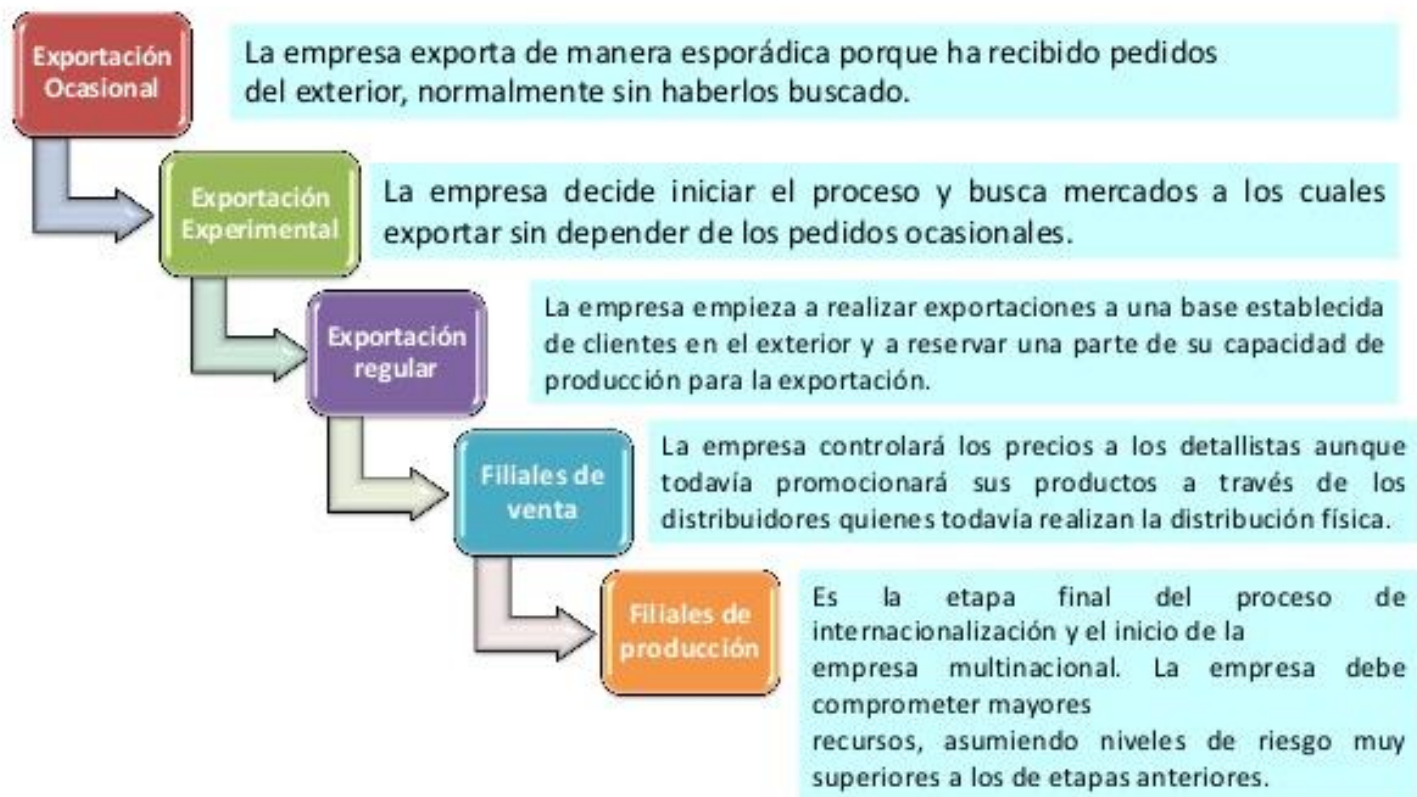 Exportación
Ocasional
La empresa exporta de manera esporádica porque ha recibido pedidos
del exterior, normalmente sin haberlos buscado.
Exportación
Experimental
La empresa decide iniciar el proceso y busca mercados a los cuales
exportar sin depender de los pedidos ocasionales.
Exportación
regular
La empresa empieza a realizar exportaciones a una base establecida
de clientes en el exterior y a reservar una parte de su capacidad de
producción para la exportación.
Filiales de
venta
La empresa controlará los precios a los detallistas aunque
todavía promocionará sus productos a través de los
distribuidores quienes todavía realizan la distribución física.
Filiales de
producción
Es la etapa final del proceso de
internacionalización y el inicio de la
empresa multinacional. La empresa debe
comprometer mayores
recursos, asumiendo niveles de riesgo muy
superiores a los de etapas anteriores.